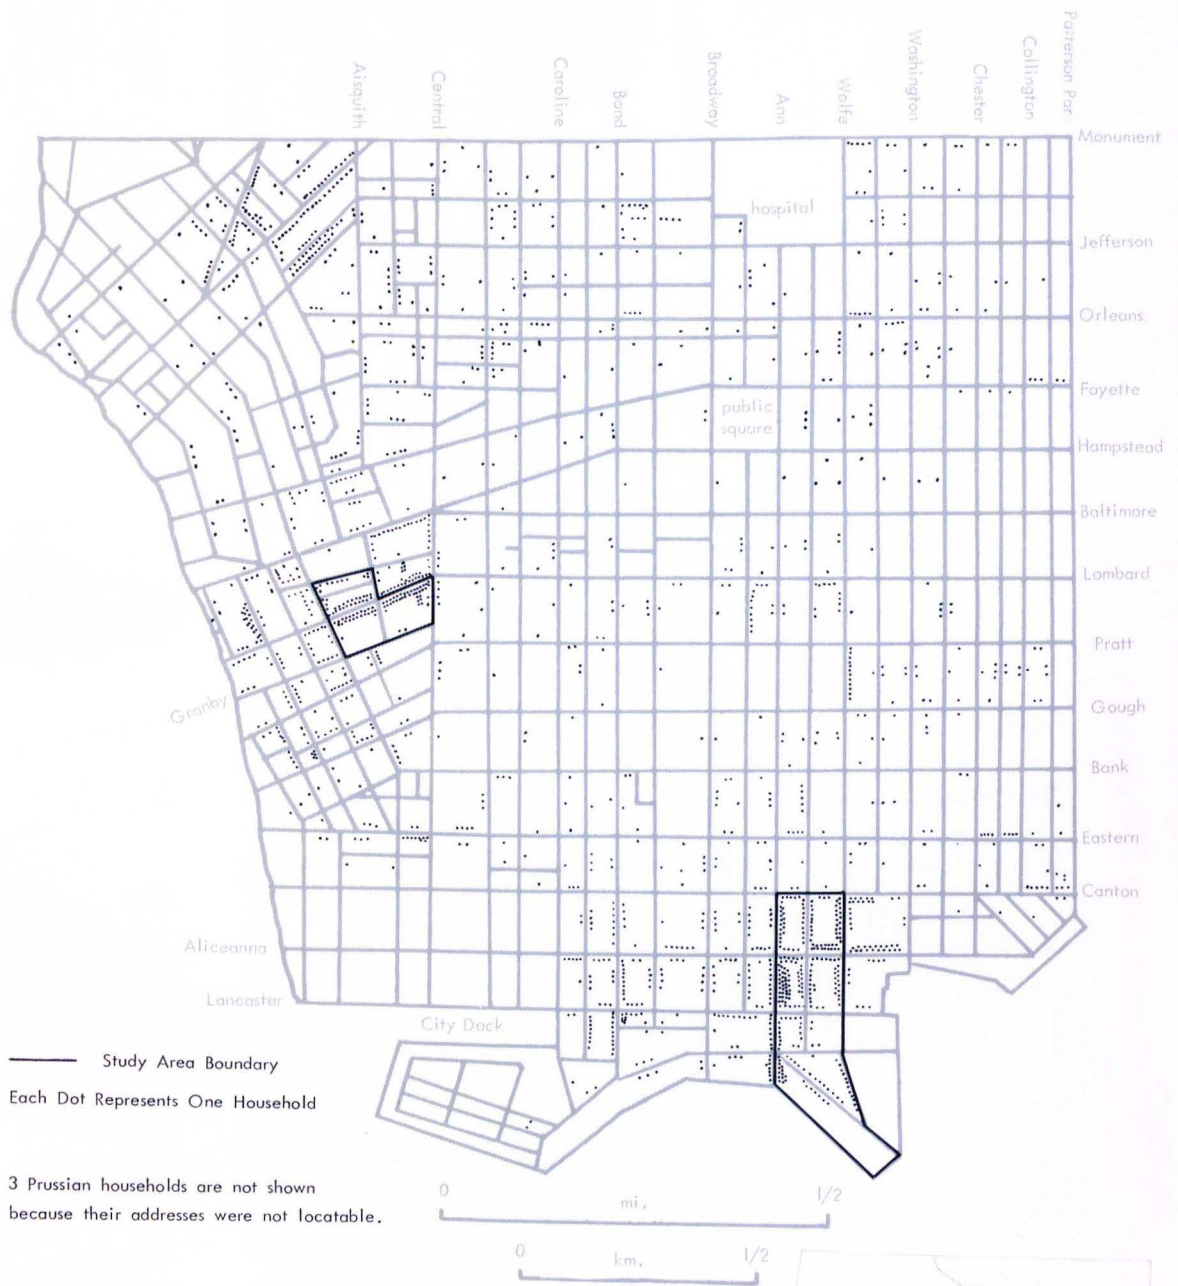 Aisquith
Central
Caroline
Bond
Broadway
Ann
Wolfe
Washington
Chester
Collington
Patterson Par
Monument
hospital
Jefferson
Orleans
Fayette
public
square
Hampstead
Baltimore
Lombard
Pratt
Granby
Gough
Bank
Eastern
Canton
Aliceanna
Lancaster
City Dock
Study Area Boundary
Each Dot Represents One Household
3 Prussian households are not shown
because their addresses were not locatable.
0 mi. 1/2
0 km. 1/2